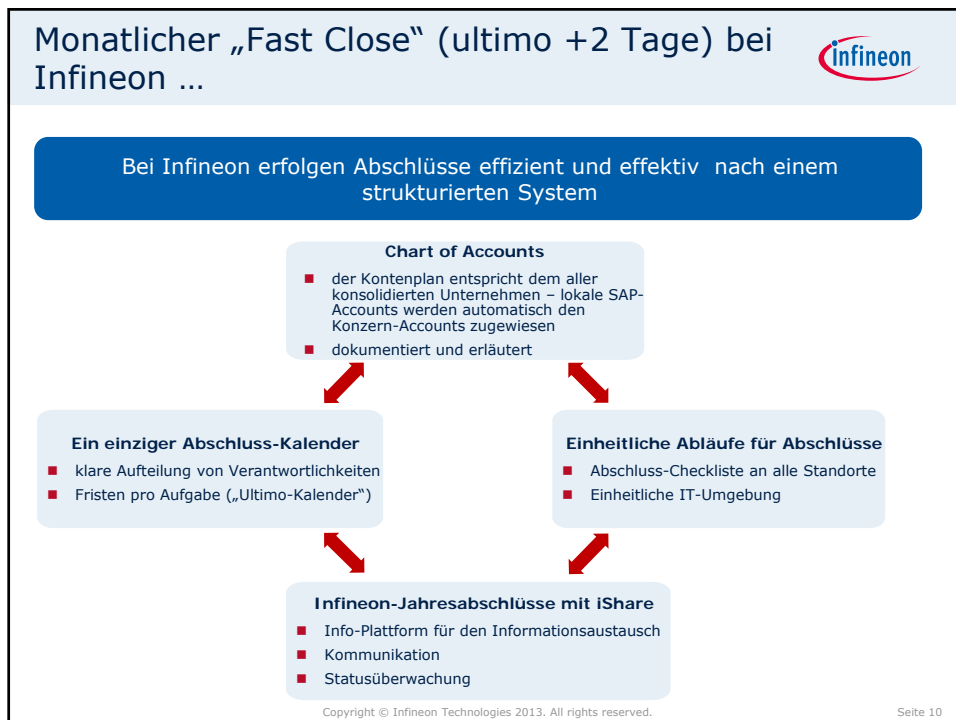 Monatlicher „Fast Close“ (ultimo +2 Tage) bei
Infineon …
infineon
Bei Infineon erfolgen Abschlüsse effizient und effektiv nach einem
strukturierten System
Chart of Accounts
der Kontenplan entspricht dem aller
konsolidierten Unternehmen – lokale SAP-
Accounts werden automatisch den
Konzern-Accounts zugewiesen
dokumentiert und erläutert
Ein einziger Abschluss-Kalender
klare Aufteilung von Verantwortlichkeiten
Fristen pro Aufgabe („Ultimo-Kalender“)
Einheitliche Abläufe für Abschlüsse
Abschluss-Checkliste an alle Standorte
Einheitliche IT-Umgebung
Infineon-Jahresabschlüsse mit iShare
Info-Plattform für den Informationsaustausch
Kommunikation
Statusüberwachung
Copyright © Infineon Technologies 2013. All rights reserved.
Seite 10